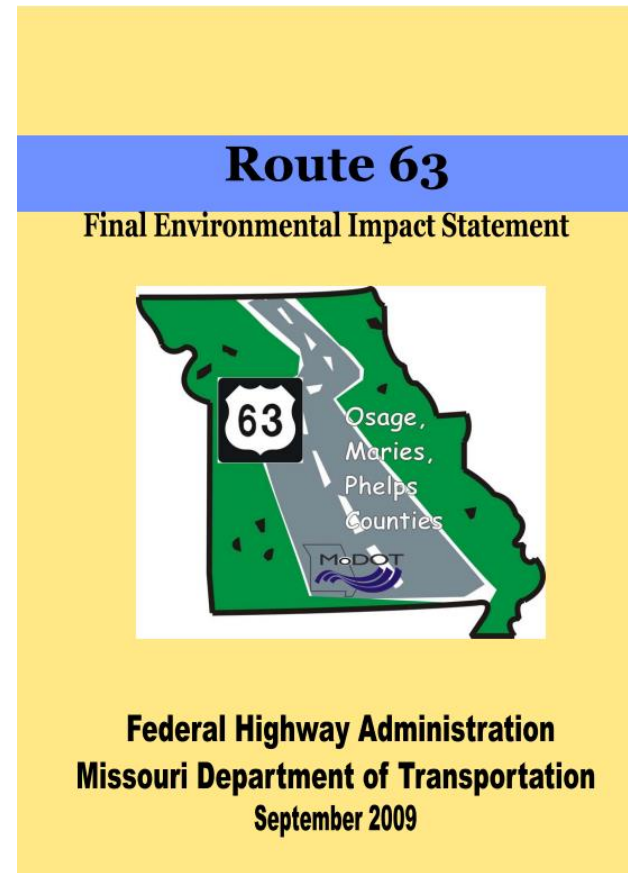 Route 63
Final Environmental Impact Statement
63
Osage,
Maries,
Phelps
Counties
MoDOT
Federal Highway Administration
Missouri Department of Transportation
September 2009